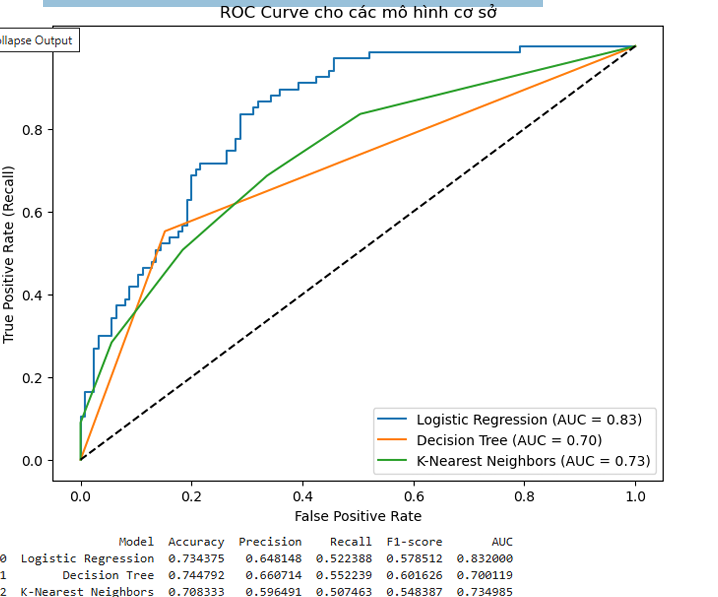 ROC Curve cho các mô hình cơ sở
ollapse Output
True Positive Rate (Recall)
0.8
0.6
0.4
0.2
0.0
Logistic Regression (AUC = 0.83)
Decision Tree (AUC = 0.70)
K-Nearest Neighbors (AUC = 0.73)
0.0 0.2 0.4 0.6 0.8 1.0
False Positive Rate
Model Accuracy Precision Recall F1-score AUC
0 Logistic Regression 0.734375 0.648148 0.522388 0.578512 0.832000
1 Decision Tree 0.744792 0.660714 0.552239 0.601626 0.700119
2 K-Nearest Neighbors 0.708333 0.596491 0.507463 0.548387 0.734985